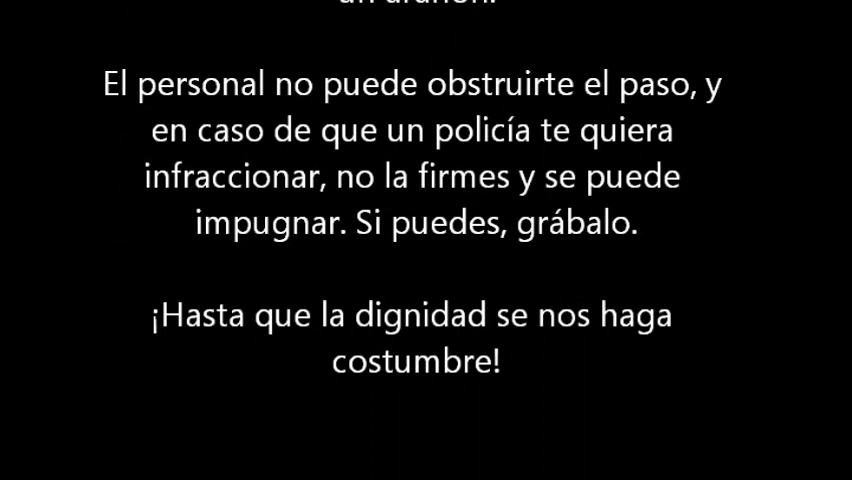 El personal no puede obstruirte el paso, y
en caso de que un policía te quiera
infraccionar, no la firmes y se puede
impugnar. Si puedes, grábalo.
¡Hasta que la dignidad se nos haga
costumbre!